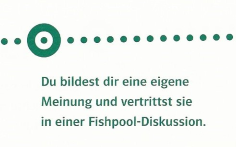 Du bildest dir eine eigene
Meinung und vertrittst sie
in einer Fishpool-Diskussion.